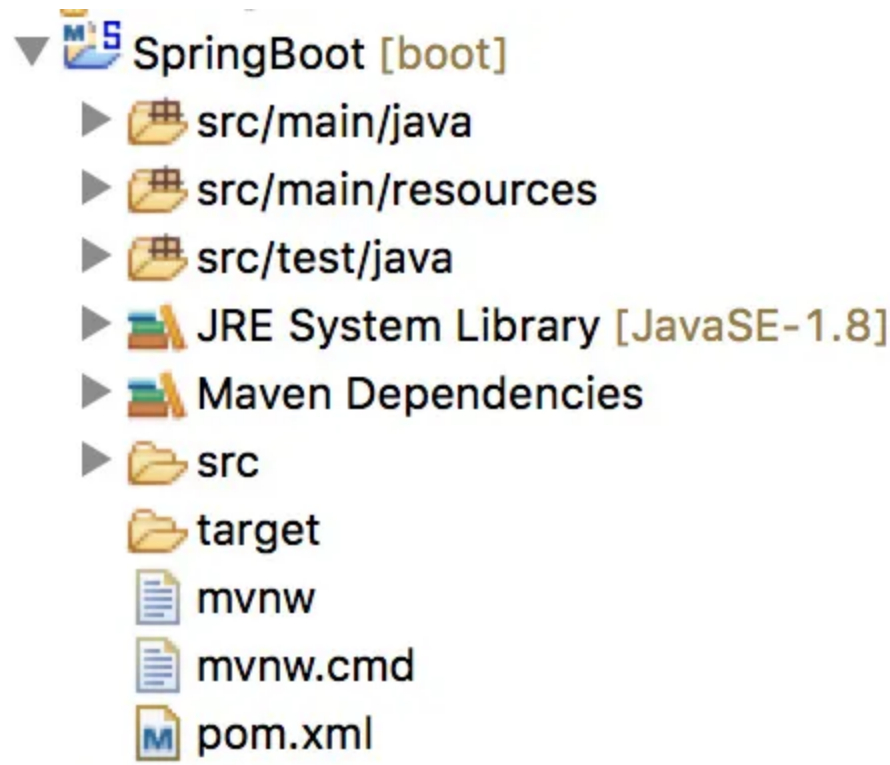 SpringBoot [boot]
src/main/java
src/main/resources
src/test/java
JRE System Library [JavaSE-1.8]
Maven Dependencies
src
target
mvnw
mvnw.cmd
pom.xml